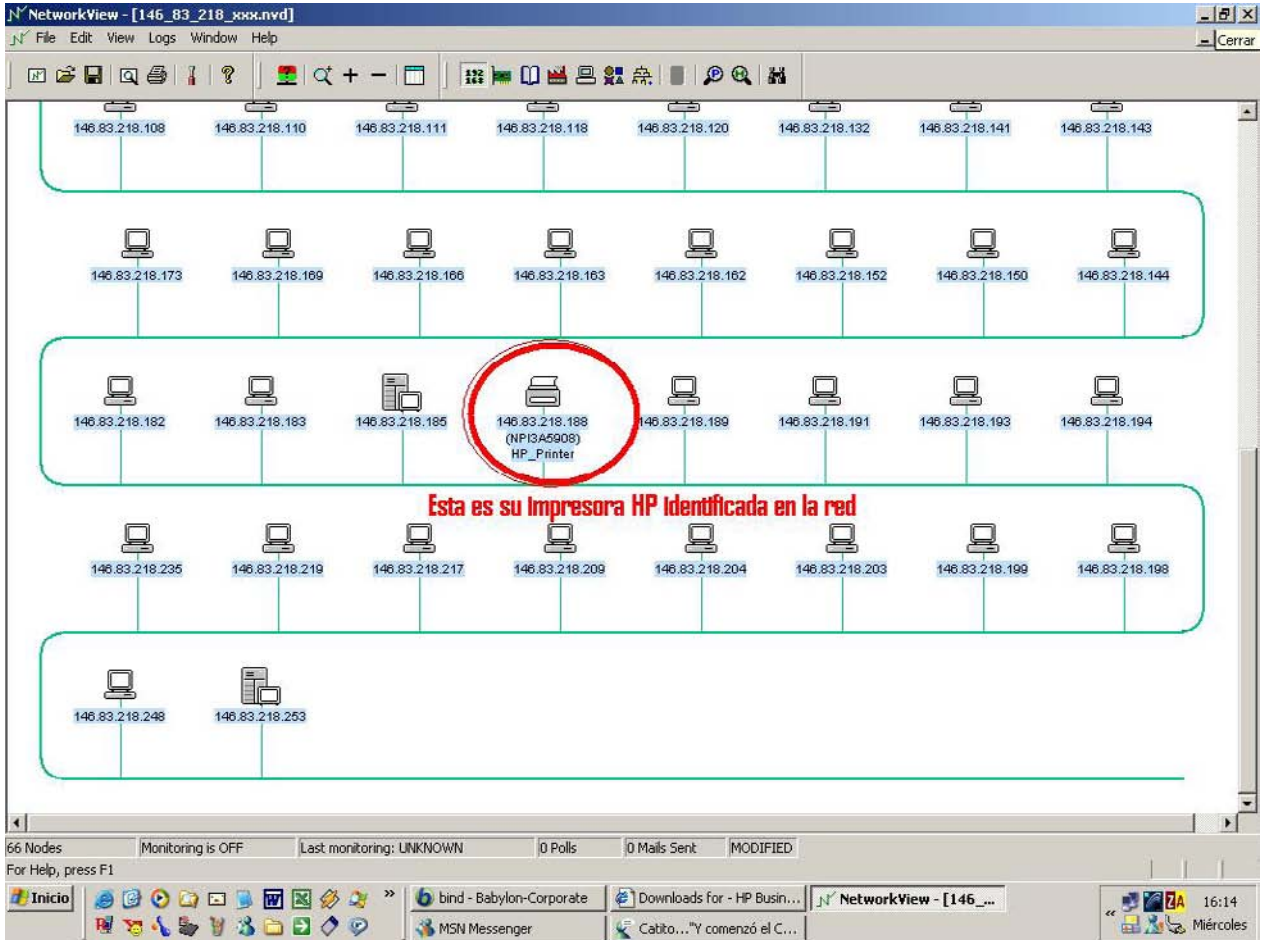 NetworkView - [146_83_218_xxx.nvd]
File Edit View Logs Window Help
Cerrar
192
168
146.83.218.108 146.83.218.110 146.83.218.111 146.83.218.118 146.83.218.120 146.83.218.132 146.83.218.141 146.83.218.143
146.83.218.173 146.83.218.169 146.83.218.166 146.83.218.163 146.83.218.162 146.83.218.152 146.83.218.150 146.83.218.144
146.83.218.182 146.83.218.183 146.83.218.185 146.83.218.188 146.83.218.189 146.83.218.191 146.83.218.193 146.83.218.194
(NPI3A5908)
HP_Printer
Esta es su Impresora HP Identificada en la red
146.83.218.235 146.83.218.219 146.83.218.217 146.83.218.209 146.83.218.204 146.83.218.203 146.83.218.199 146.83.218.198
146.83.218.248 146.83.218.253
66 Nodes Monitoring is OFF Last monitoring: UNKNOWN 0 Polls 0 Mails Sent MODIFIED
For Help, press F1
Inicio bind - Babylon-Corporate Downloads for - HP Busin... NetworkView - [146_... ZA 16:14
MSN Messenger Catito..."Y comenzó el C... Miércoles